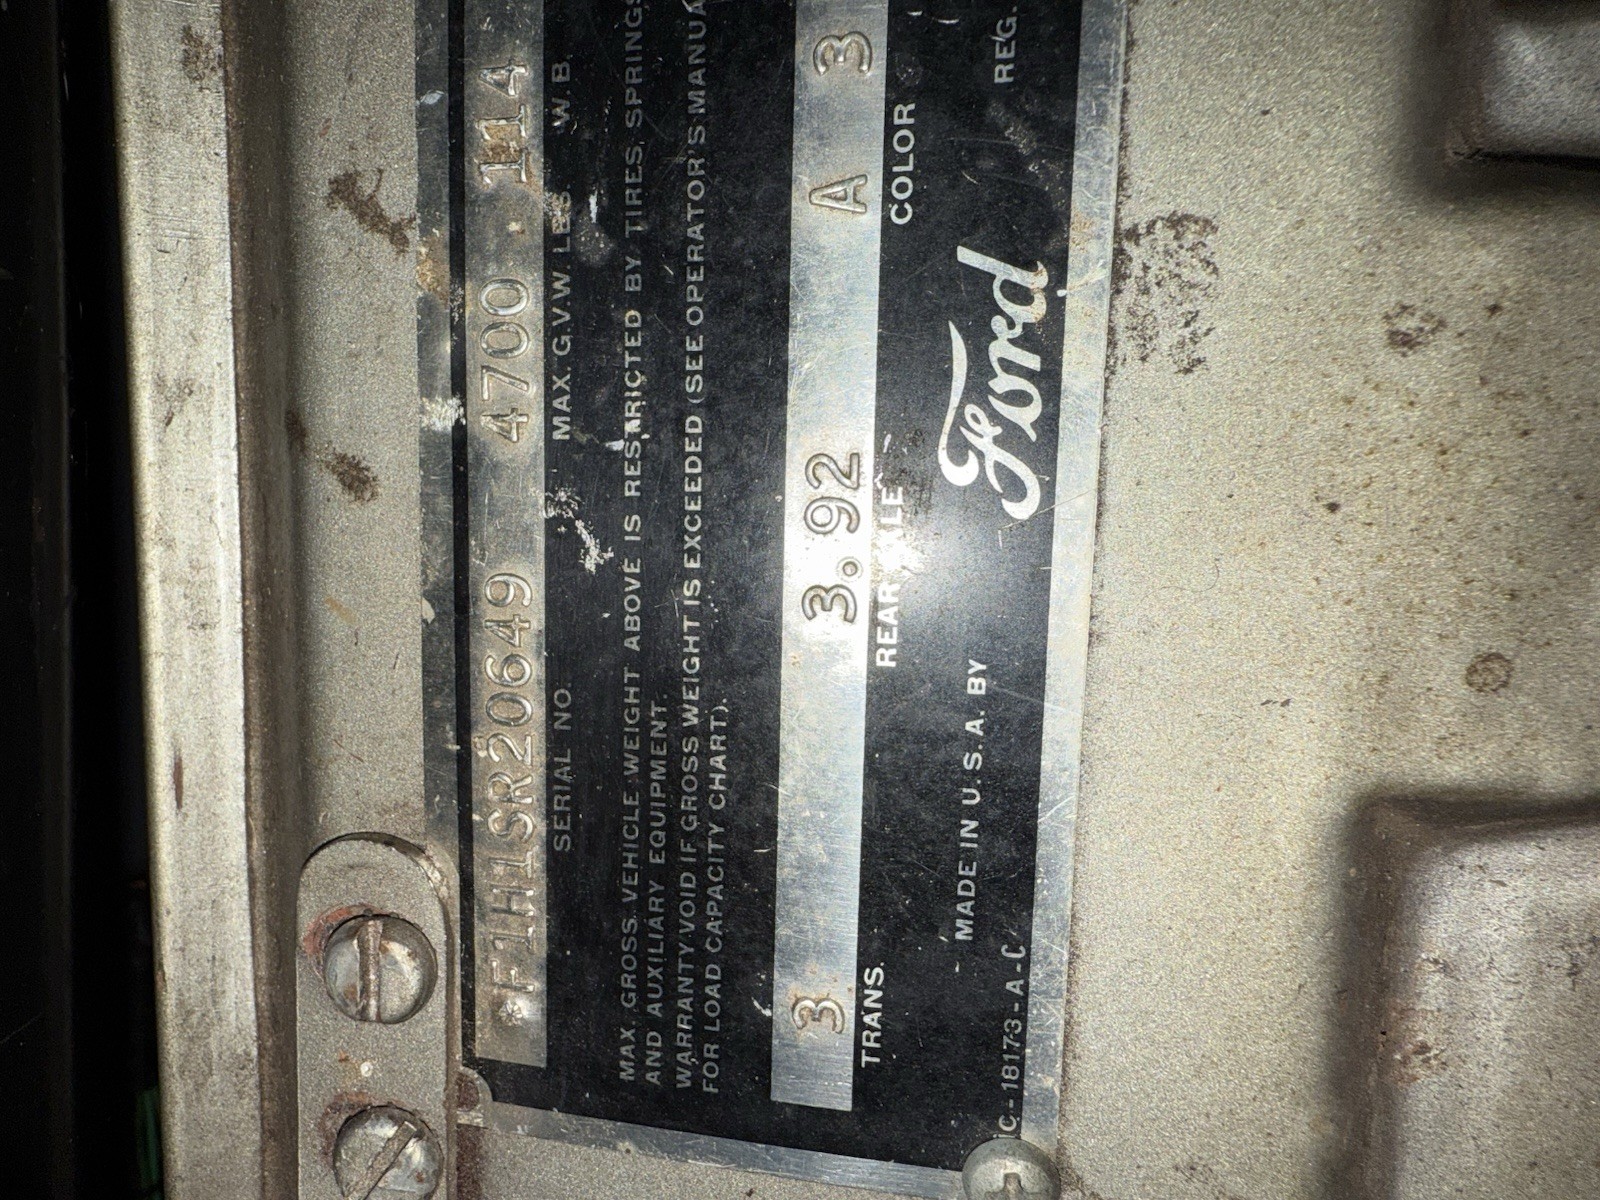 *F1H1SR20649 4700 114
SERIAL NO. MAX. G.V.W. LBS W.B.
MAX. GROSS VEHICLE WEIGHT ABOVE IS RESTRICTED BY TIRES, SPRINGS
AND AUXILIARY EQUIPMENT.
WARRANTY VOID IF GROSS WEIGHT IS EXCEEDED (SEE OPERATOR'S MANUA
FOR LOAD CAPACITY CHART).
3 3.92 A 3
TRANS. REAR AXLE COLOR
MADE IN U.S.A. BY Ford REG.
C-18173-A-C